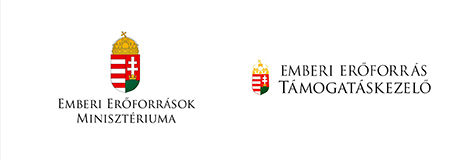 EMBERI ERŐFORRÁSOK
MINISZTÉRIUMA
EMBERI ERŐFORRÁS
TÁMOGATÁSKEZELŐ